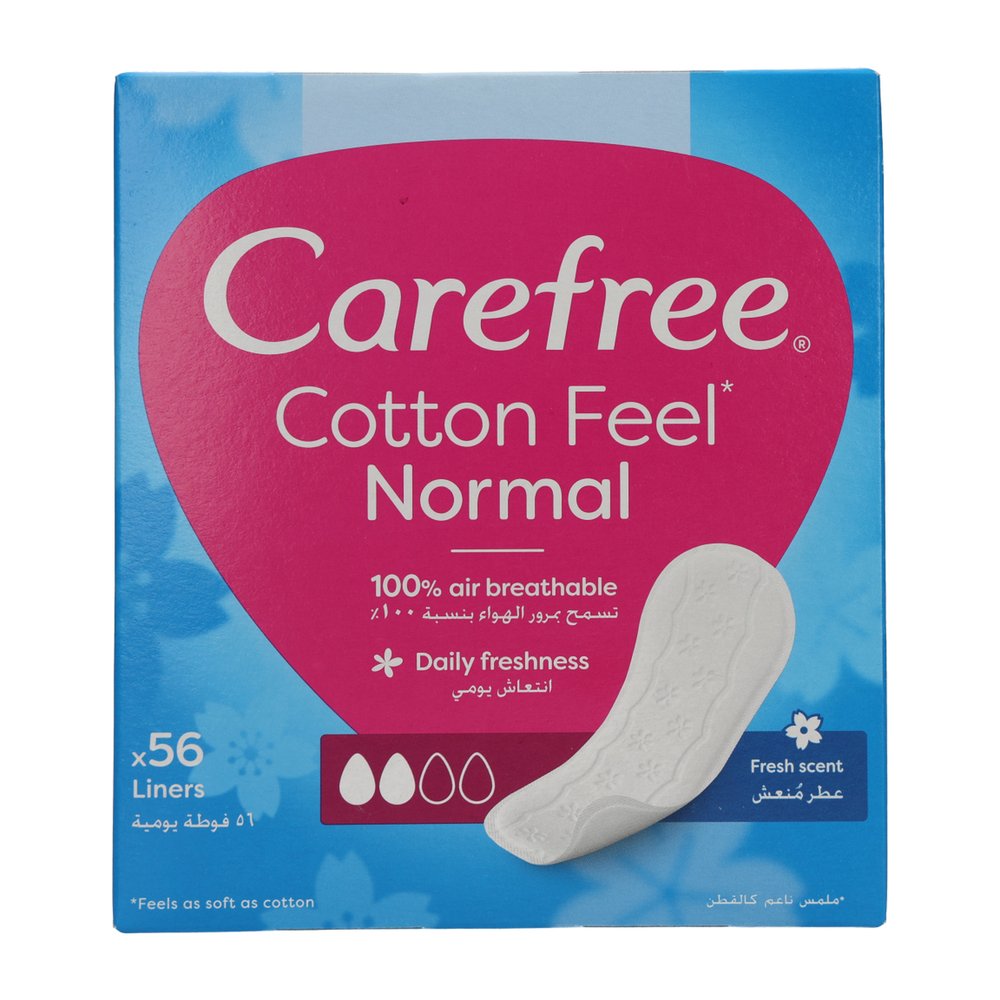 Carefree®
Cotton Feel*
Normal
100% air breathable
تسمح بمرور الهواء بنسبة ١٠٠٪
Daily freshness
انتعاش يومي
x56
Liners
٥٦ فوطة يومية
Fresh scent
عطر مُنعش
*Feels as soft as cotton
*ملمس ناعم كالقطن